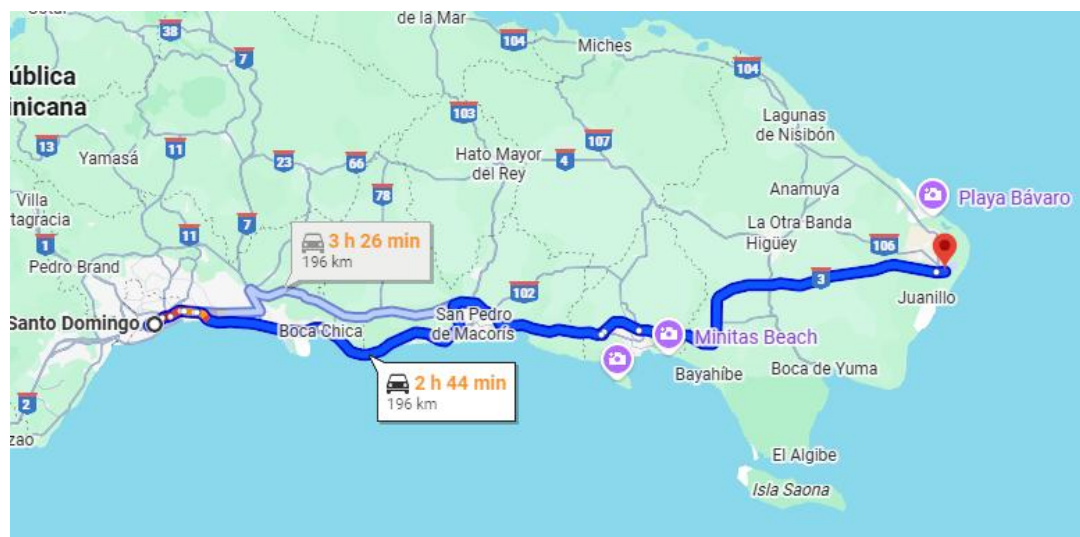 de la Mar
38
104
Miches
7
104
ública
inicana
103
Lagunas
de Nisibón
107
13
Yamasá
11
23
66
Hato Mayor
del Rey
4
78
Anamuya
Villa
tagracia
Playa Bávaro
7
La Otra Banda
Higüey
11
106
1
3 h 26 min
196 km
Pedro Brand
3
102
Juanillo
Santo Domingo
Boca Chica
San Pedro
de Macorís
Minitas Beach
Bayahíbe
Boca de Yuma
2 h 44 min
196 km
2
zao
El Algibe
Isla Saona